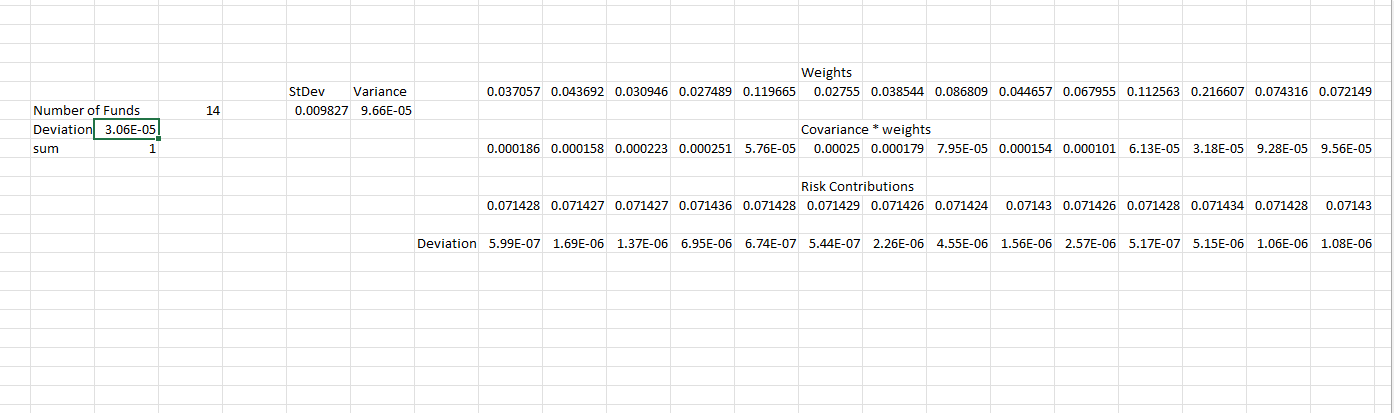 Weights
StDev Variance 0.037057 0.043692 0.030946 0.027489 0.119665 0.02755 0.038544 0.086809 0.044657 0.067955 0.112563 0.216607 0.074316 0.072149
Number of Funds 14 0.009827 9.66E-05
Deviation 3.06E-05 Covariance * weights
sum 1 0.000186 0.000158 0.000223 0.000251 5.76E-05 0.00025 0.000179 7.95E-05 0.000154 0.000101 6.13E-05 3.18E-05 9.28E-05 9.56E-05
Risk Contributions
0.071428 0.071427 0.071427 0.071436 0.071428 0.071429 0.071426 0.071424 0.07143 0.071426 0.071428 0.071434 0.071428 0.07143
Deviation 5.99E-07 1.69E-06 1.37E-06 6.95E-06 6.74E-07 5.44E-07 2.26E-06 4.55E-06 1.56E-06 2.57E-06 5.17E-07 5.15E-06 1.06E-06 1.08E-06